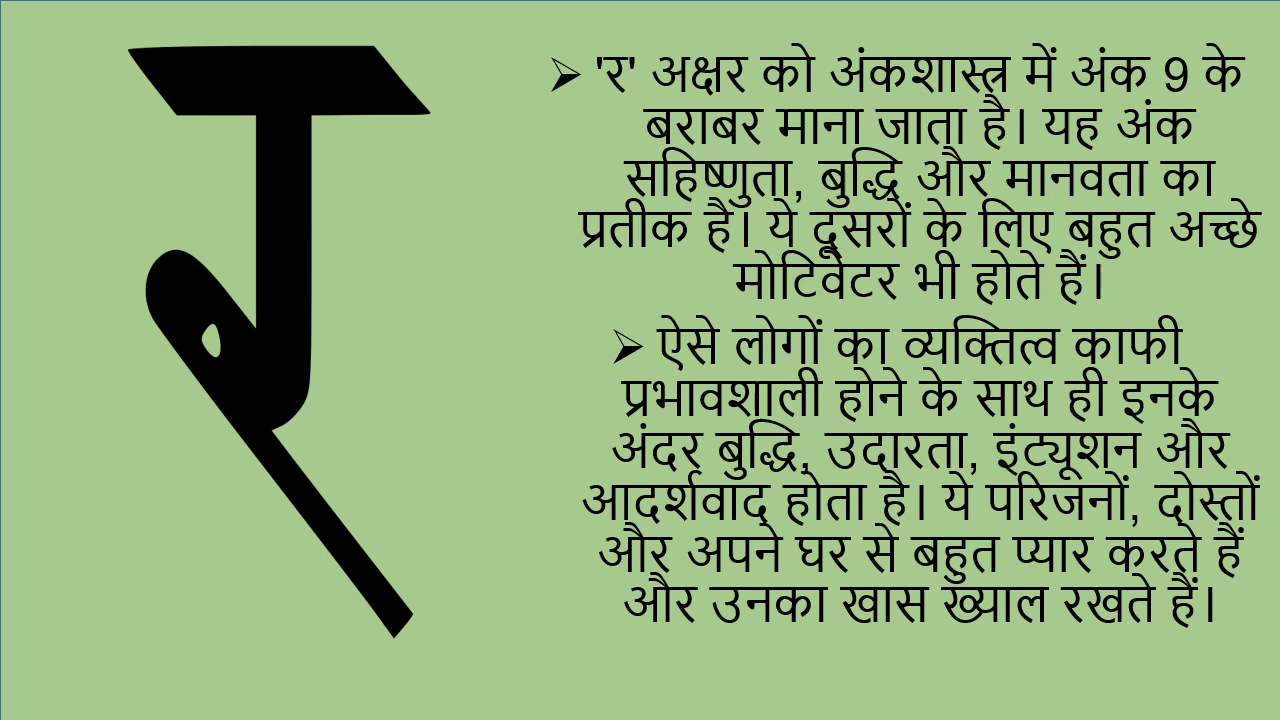 र
➢ 'र' अक्षर को अंकशास्त्र में अंक 9 के
बराबर माना जाता है। यह अंक
सहिष्णुता, बुद्धि और मानवता का
प्रतीक है। ये दूसरों के लिए बहुत अच्छे
मोटिवेटर भी होते हैं।
➢ ऐसे लोगों का व्यक्तित्व काफी
प्रभावशाली होने के साथ ही इनके
अंदर बुद्धि, उदारता, इंट्यूशन और
आदर्शवाद होता है। ये परिजनों, दोस्तों
और अपने घर से बहुत प्यार करते हैं
और उनका खास ख्याल रखते हैं।